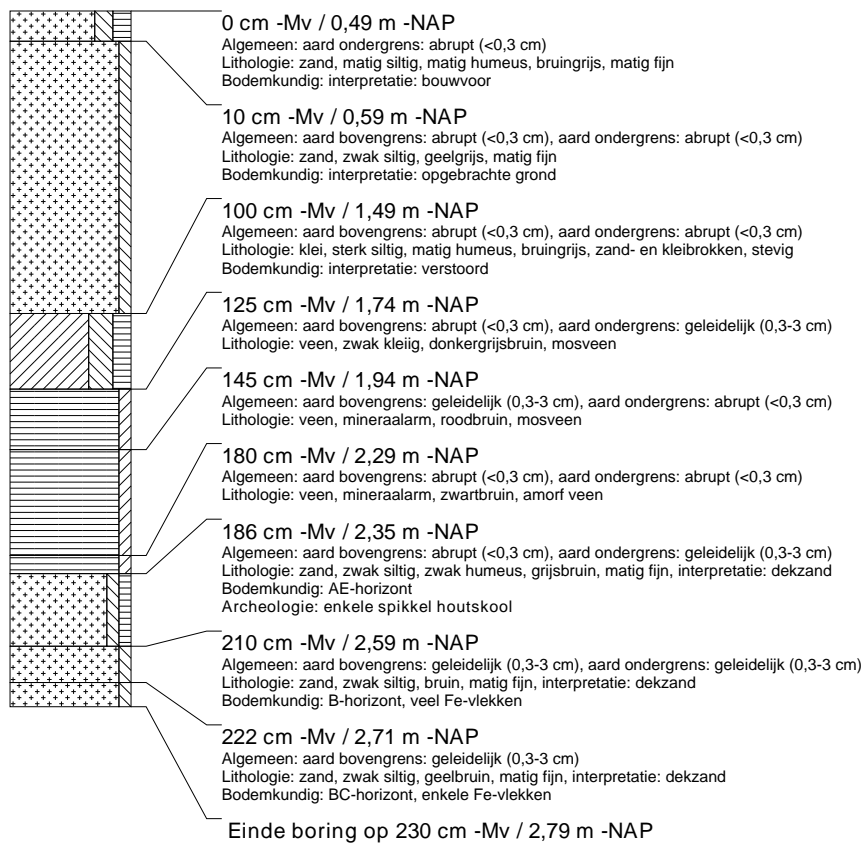 0 cm -Mv / 0,49 m -NAP
Algemeen: aard ondergrens: abrupt (<0,3 cm)
Lithologie: zand, matig siltig, matig humeus, bruingrijs, matig fijn
Bodemkundig: interpretatie: bouwvoor
10 cm -Mv / 0,59 m -NAP
Algemeen: aard bovengrens: abrupt (<0,3 cm), aard ondergrens: abrupt (<0,3 cm)
Lithologie: zand, zwak siltig, geelgrijs, matig fijn
Bodemkundig: interpretatie: opgebrachte grond
100 cm -Mv / 1,49 m -NAP
Algemeen: aard bovengrens: abrupt (<0,3 cm), aard ondergrens: abrupt (<0,3 cm)
Lithologie: klei, sterk siltig, matig humeus, bruingrijs, zand- en kleibrokken, stevig
Bodemkundig: interpretatie: verstoord
125 cm -Mv / 1,74 m -NAP
Algemeen: aard bovengrens: abrupt (<0,3 cm), aard ondergrens: geleidelijk (0,3-3 cm)
Lithologie: veen, zwak kleiig, donkergrijsbruin, mosveen
145 cm -Mv / 1,94 m -NAP
Algemeen: aard bovengrens: geleidelijk (0,3-3 cm), aard ondergrens: abrupt (<0,3 cm)
Lithologie: veen, mineraalarm, roodbruin, mosveen
180 cm -Mv / 2,29 m -NAP
Algemeen: aard bovengrens: abrupt (<0,3 cm), aard ondergrens: abrupt (<0,3 cm)
Lithologie: veen, mineraalarm, zwartbruin, amorf veen
186 cm -Mv / 2,35 m -NAP
Algemeen: aard bovengrens: abrupt (<0,3 cm), aard ondergrens: geleidelijk (0,3-3 cm)
Lithologie: zand, zwak siltig, zwak humeus, grijsbruin, matig fijn, interpretatie: dekzand
Bodemkundig: AE-horizont
Archeologie: enkele spikkel houtskool
210 cm -Mv / 2,59 m -NAP
Algemeen: aard bovengrens: geleidelijk (0,3-3 cm), aard ondergrens: geleidelijk (0,3-3 cm)
Lithologie: zand, zwak siltig, bruin, matig fijn, interpretatie: dekzand
Bodemkundig: B-horizont, veel Fe-vlekken
222 cm -Mv / 2,71 m -NAP
Algemeen: aard bovengrens: geleidelijk (0,3-3 cm)
Lithologie: zand, zwak siltig, geelbruin, matig fijn, interpretatie: dekzand
Bodemkundig: BC-horizont, enkele Fe-vlekken
Einde boring op 230 cm -Mv / 2,79 m -NAP